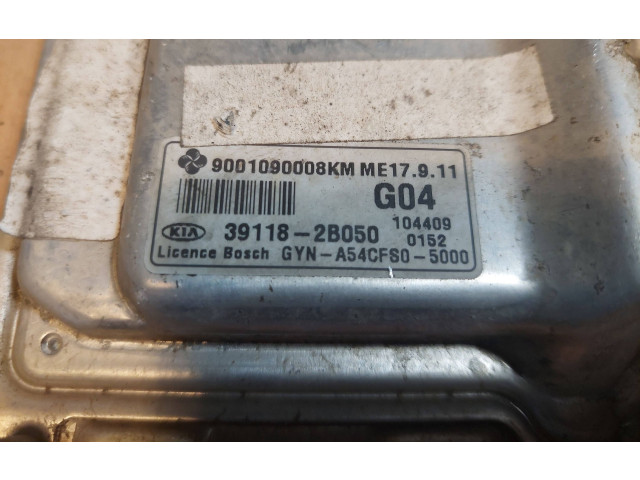 9001090008KM ME17.9.11
G04
104409
KIA 39118-2B050 0152
Licence Bosch GYN-A54CFS0-5000